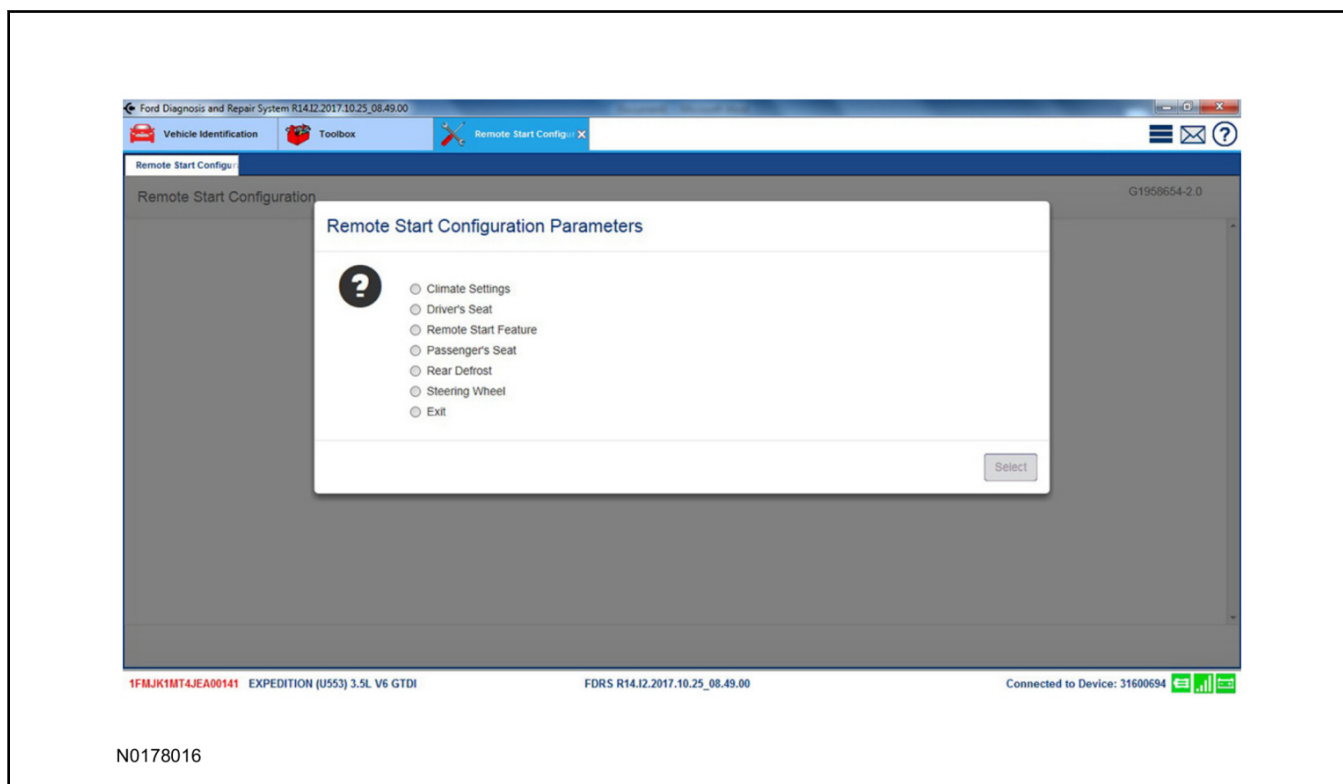 Ford Diagnosis and Repair System R14.I2.2017.10.25_08.49.00
Vehicle Identification Toolbox Remote Start Configur
Remote Start Configur
Remote Start Configuration G1958654-2.0
Remote Start Configuration Parameters
Climate Settings
Driver's Seat
Remote Start Feature
Passenger's Seat
Rear Defrost
Steering Wheel
Exit
Select
1FMJK1MT4JEA00141 EXPEDITION (U553) 3.5L V6 GTDI FDRS R14.I2.2017.10.25_08.49.00 Connected to Device: 31600694
N0178016